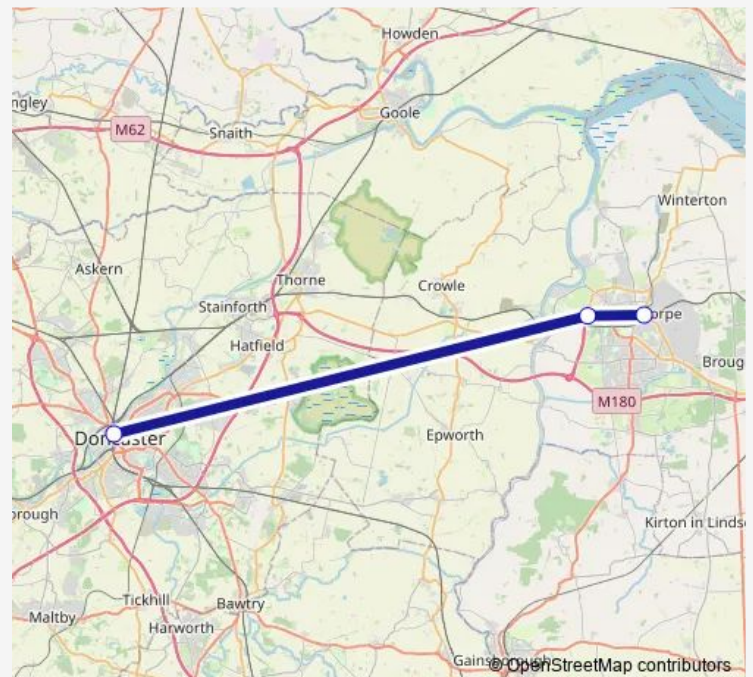 Howden
ngley
Goole
M62
Snaith
Winterton
Askern
Thorne
Crowle
Stainforth
orpe
Hatfield
Broug
M180
Doncaster
Epworth
orough
Kirton in Linds
Tickhill
Bawtry
Maltby
Harworth
Gainsborough
© OpenStreetMap contributors